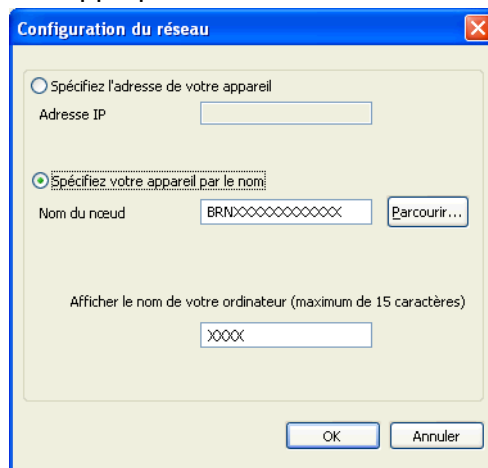 Configuration du réseau
Spécifiez l'adresse de votre appareil
Adresse IP
Spécifiez votre appareil par le nom
Nom du nœud BRNXXXXXXXXXXXX Parcourir...
Afficher le nom de votre ordinateur (maximum de 15 caractères)
XXXX
OK Annuler